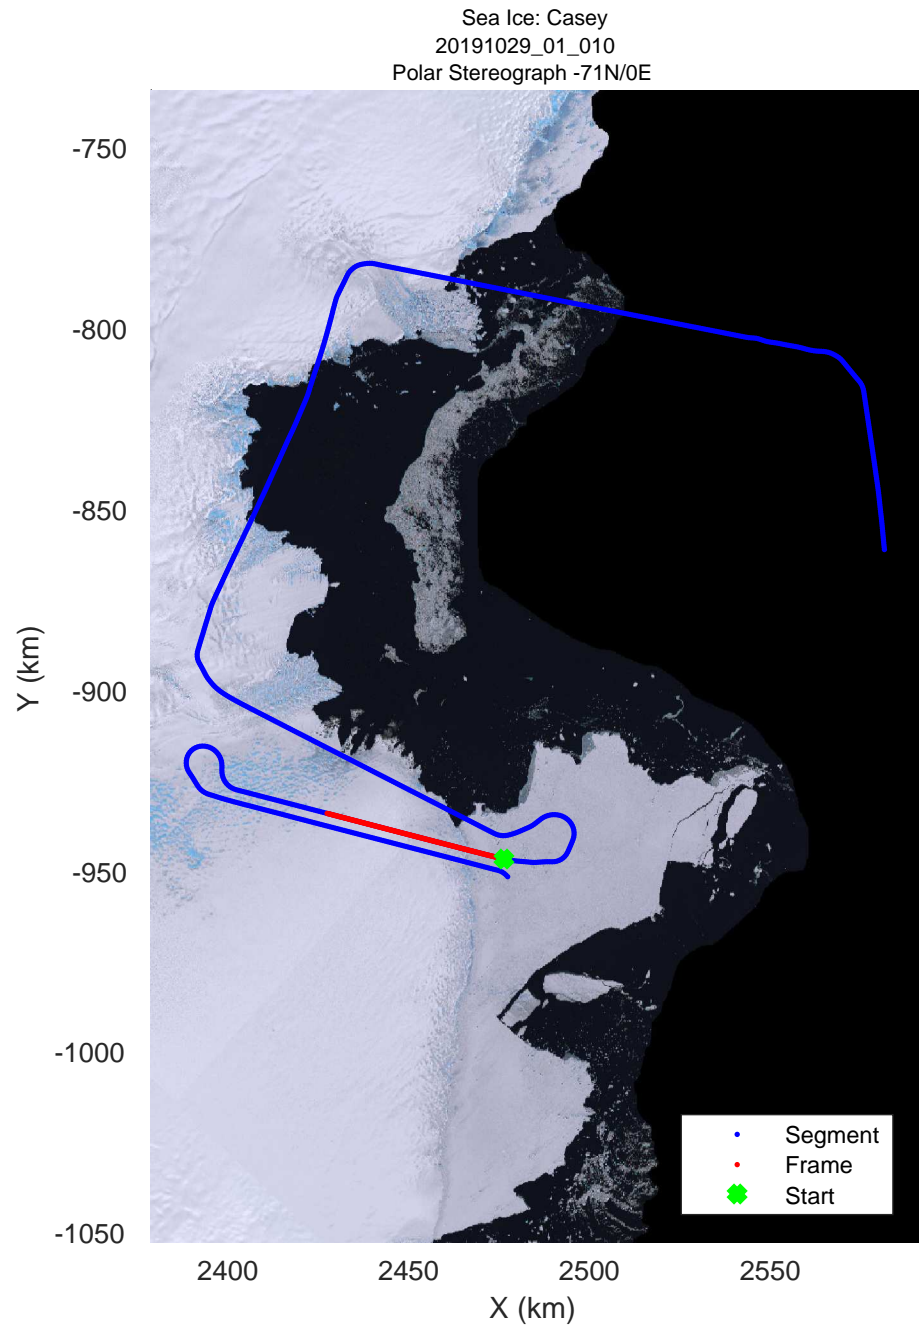 Sea Ice: Casey
20191029_01_010
Polar Stereograph -71N/0E
-750
-800
-850
-900
-950
-1000
-1050
Y (km)
2400 2450 2500 2550
X (km)
Segment
Frame
Start